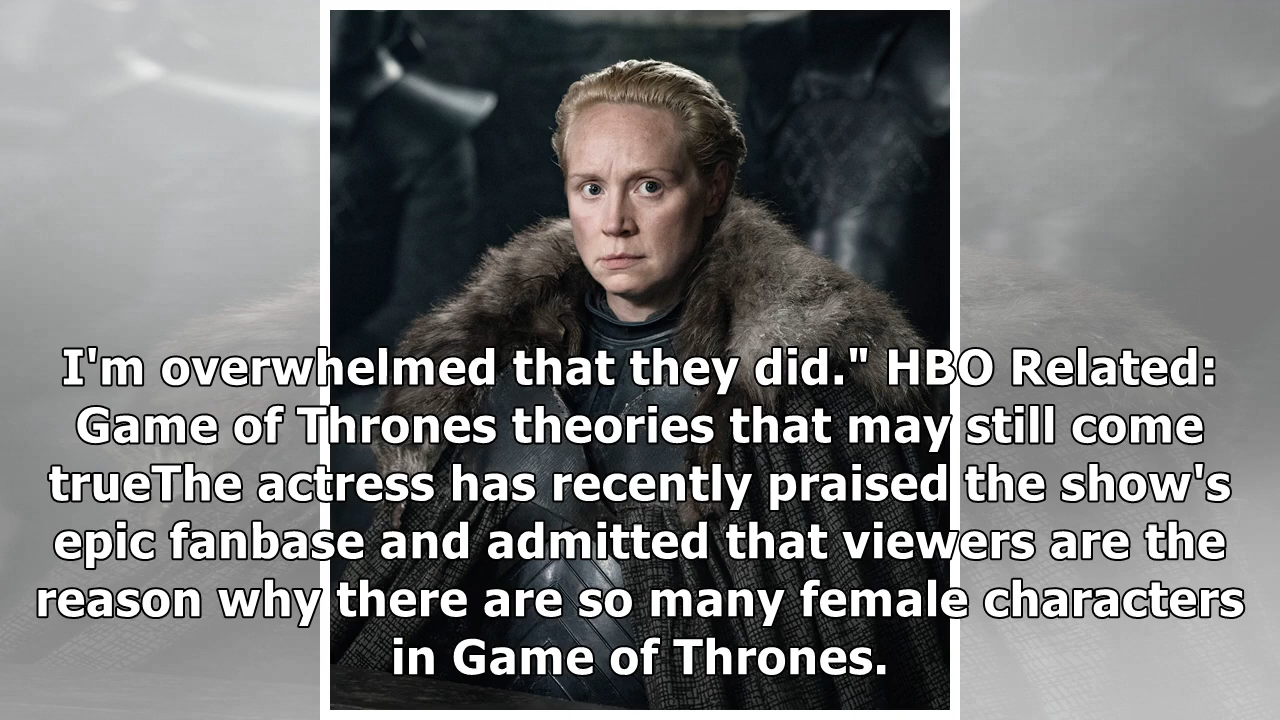 I'm overwhelmed that they did." HBO Related:
Game of Thrones theories that may still come
trueThe actress has recently praised the show's
epic fanbase and admitted that viewers are the
reason why there are so many female characters
in Game of Thrones.